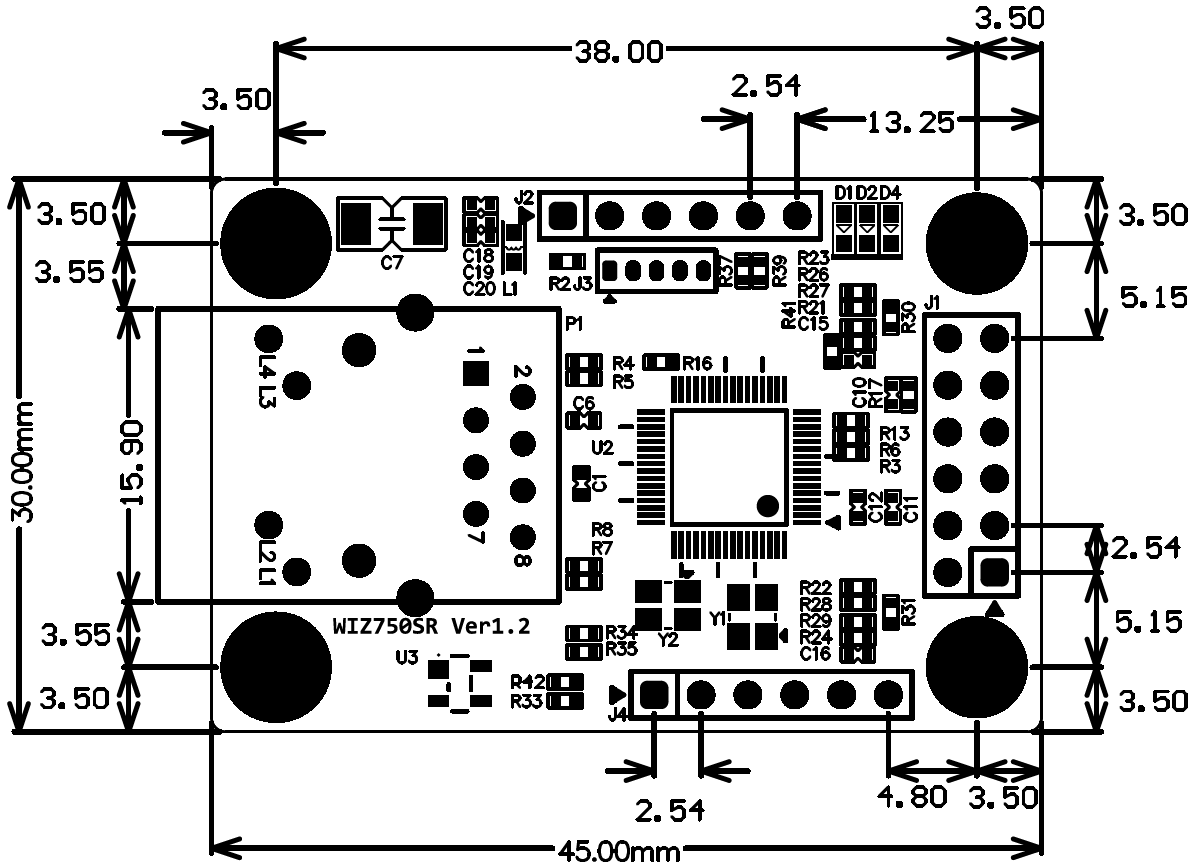 3.50
38.00
2.54
3.50
13.25
J2
D1 D2 D4
3.50
3.50
C7
C18
C19
C20 L1
R2 J3
R37
R39
R23
R26
R27
R21
C15
R41
R30
J1
3.55
5.15
P1
1
2
L4 L3
R4
R5
R16
C6
C10
R17
U2
R13
R6
R3
30.00mm
15.90
C1
C12
C11
R8
R7
7
8
L2 L1
2.54
R22
R28
R29
R24
C16
R31
Y1
Y2
WIZ750SR Ver1.2
R34
R35
3.55
5.15
U3
R42
R33
J4
3.50
3.50
2.54
4.80
3.50
45.00mm